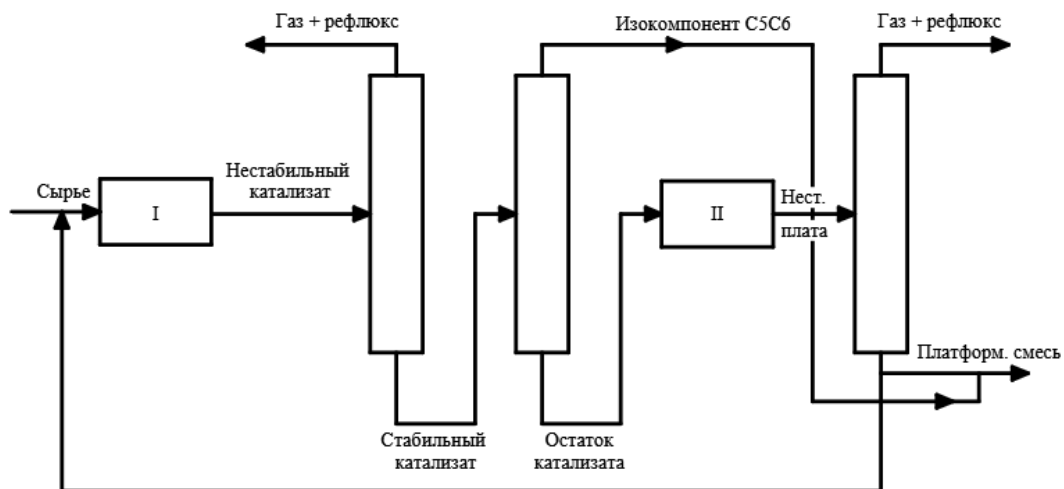 Газ + рефлюкс
Изокомпонент С5С6
Газ + рефлюкс
Сырье
I
Нестабильный
катализат
II
Нест.
плата
Платформ. смесь
Стабильный
катализат
Остаток
катализата